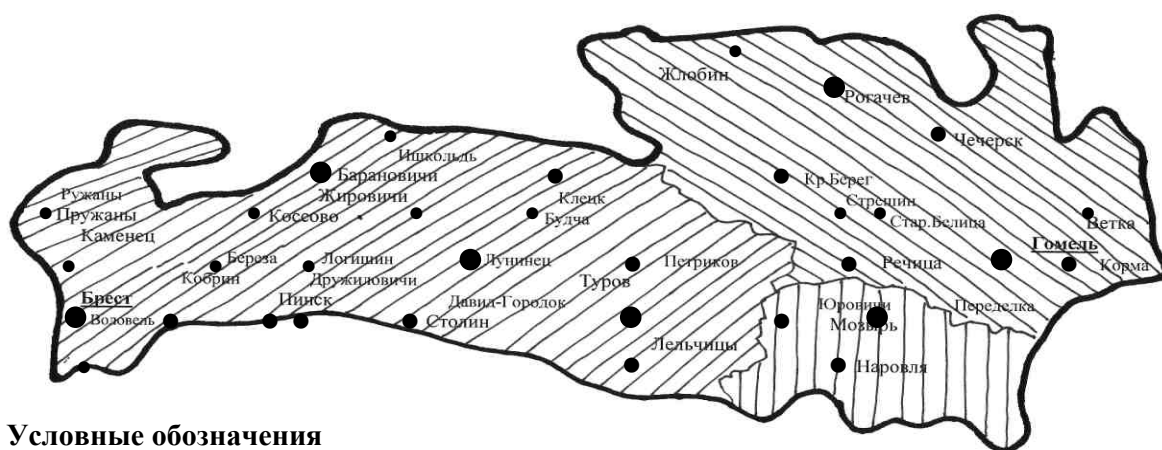 Жлобин
Рогачев
Чечерск
Ишкольдь
Барановичи
Жировичи
Клецк
Кр.Берег
Ружаны
Пружаны
Каменец
Коссово
Будча
Стрешин
Стар.Белица
Ветка
Гомель
Береза
Кобрин
Логишин
Дружиловичи
Лунинец
Петриков
Туров
Речица
Корма
Брест
Воловель
Пинск
Давид-Городок
Столин
Юровичи
Мозырь
Переделка
Лельчицы
Наровля
Условные обозначения